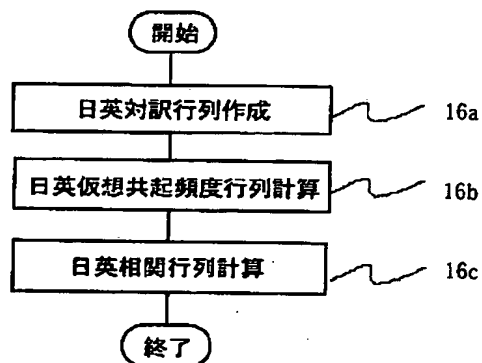 開始
日英対訳行列作成
16a
日英仮想共起頻度行列計算
16b
日英相関行列計算
16c
終了